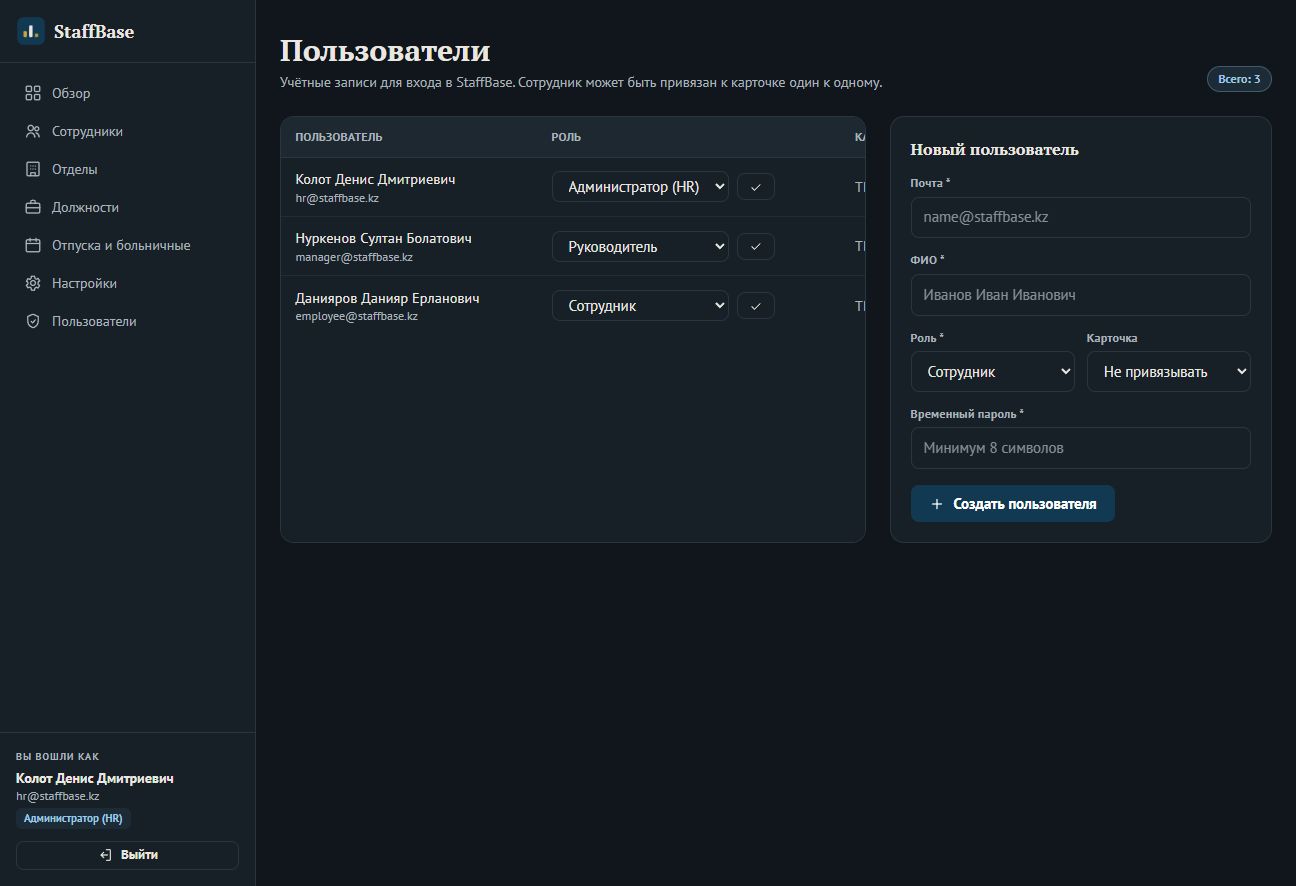 StaffBase
Обзор
Сотрудники
Отделы
Должности
Отпуска и больничные
Настройки
Пользователи
ВЫ ВОШЛИ КАК
Колот Денис Дмитриевич
hr@staffbase.kz
Администратор (HR)
Выйти
Пользователи
Учётные записи для входа в StaffBase. Сотрудник может быть привязан к карточке один к одному.
Всего: 3
ПОЛЬЗОВАТЕЛЬ РОЛЬ
Колот Денис Дмитриевич
hr@staffbase.kz
Администратор (HR)
Нуркенов Султан Болатович
manager@staffbase.kz
Руководитель
Данияров Данияр Ерланович
employee@staffbase.kz
Сотрудник
Новый пользователь
Почта *
name@staffbase.kz
ФИО *
Иванов Иван Иванович
Роль * Карточка
Сотрудник Не привязывать
Временный пароль *
Минимум 8 символов
Создать пользователя